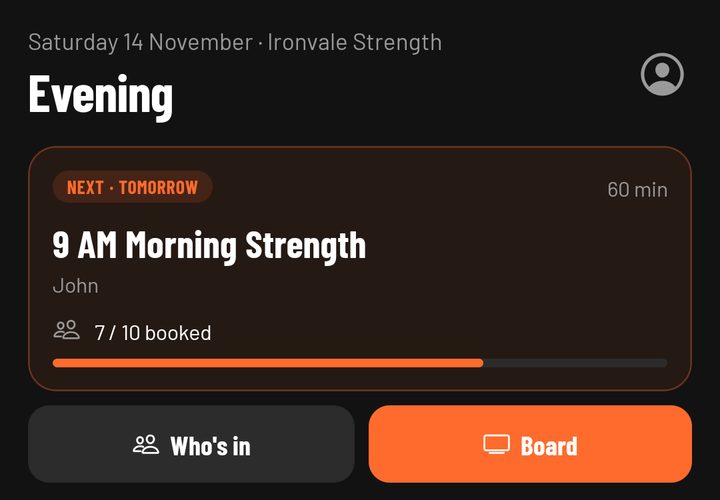 Saturday 14 November · Ironvale Strength
Evening
NEXT · TOMORROW
60 min
9 AM Morning Strength
John
7 / 10 booked
Who's in
Board